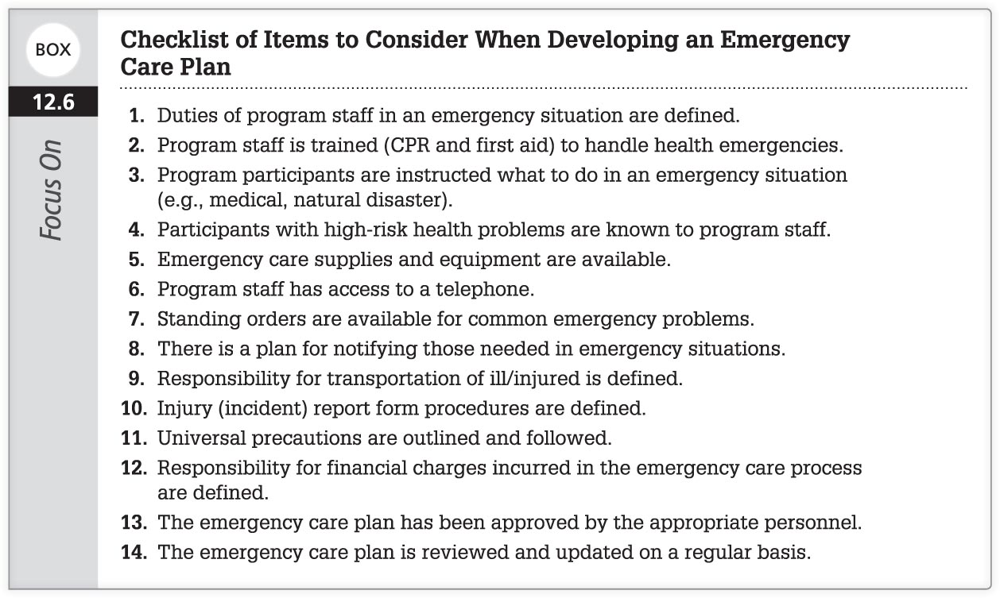 BOX
12.6
Focus On
Checklist of Items to Consider When Developing an Emergency
Care Plan
1. Duties of program staff in an emergency situation are defined.
2. Program staff is trained (CPR and first aid) to handle health emergencies.
3. Program participants are instructed what to do in an emergency situation
(e.g., medical, natural disaster).
4. Participants with high-risk health problems are known to program staff.
5. Emergency care supplies and equipment are available.
6. Program staff has access to a telephone.
7. Standing orders are available for common emergency problems.
8. There is a plan for notifying those needed in emergency situations.
9. Responsibility for transportation of ill/injured is defined.
10. Injury (incident) report form procedures are defined.
11. Universal precautions are outlined and followed.
12. Responsibility for financial charges incurred in the emergency care process
are defined.
13. The emergency care plan has been approved by the appropriate personnel.
14. The emergency care plan is reviewed and updated on a regular basis.